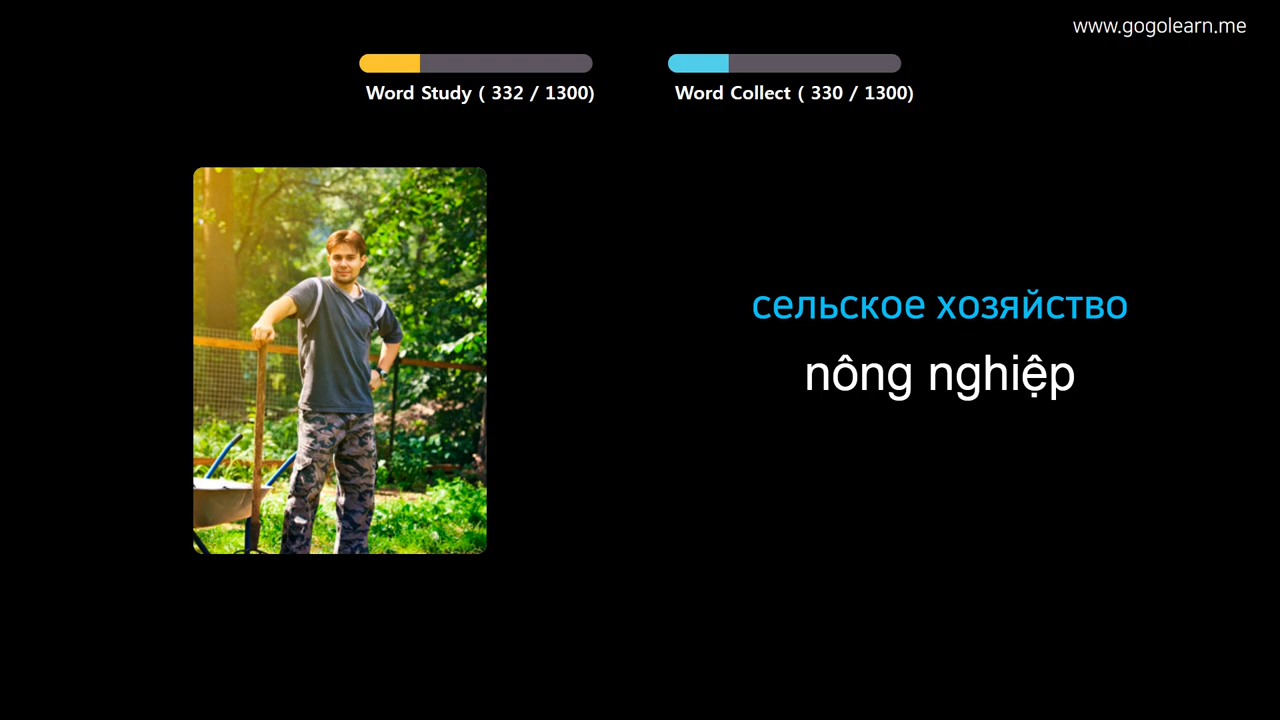 www.gogolearn.me
Word Study ( 332 / 1300)
Word Collect ( 330 / 1300)
сельское хозяйство
nông nghiệp